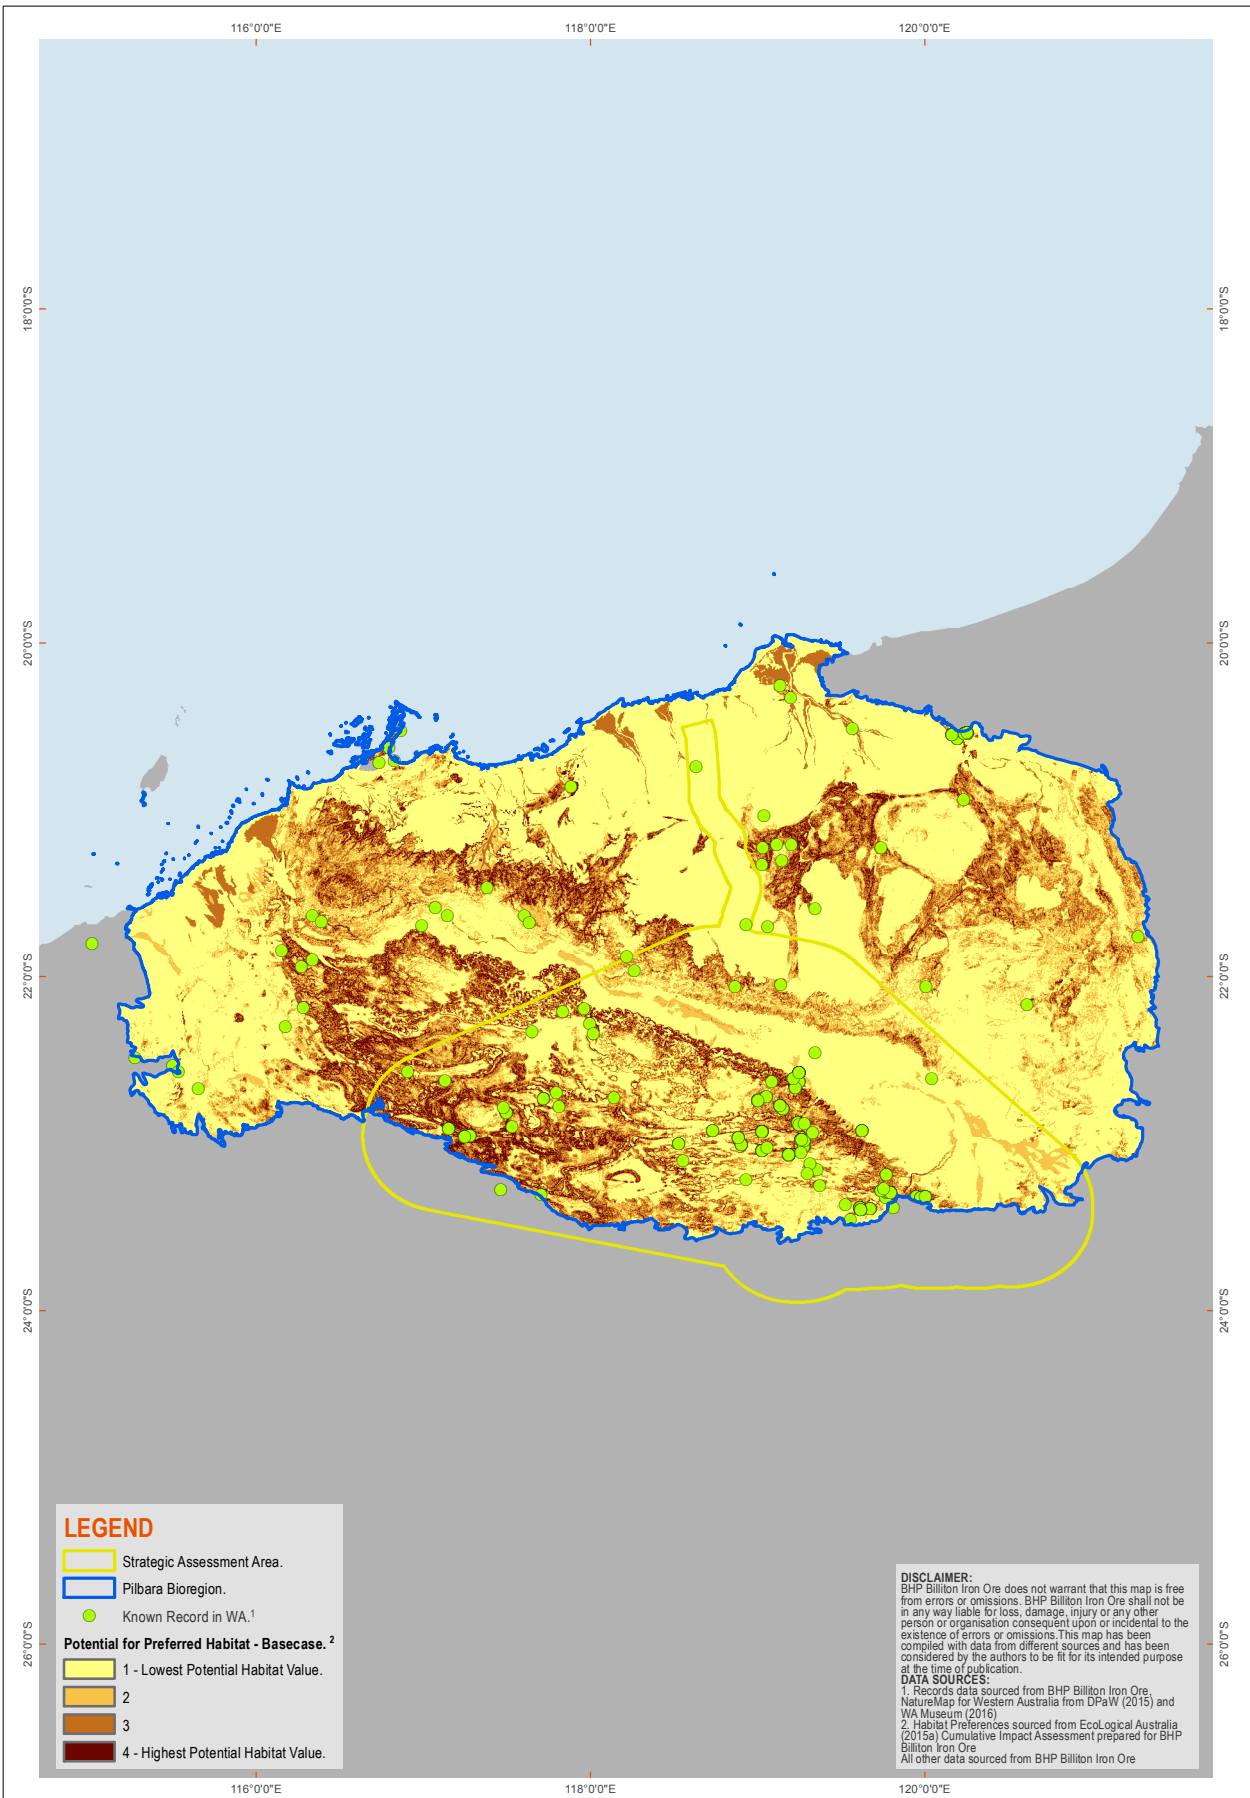 116°0'0"E
118°0'0"E
120°0'0"E
18°0'0"S
18°0'0"S
20°0'0"S
20°0'0"S
22°0'0"S
22°0'0"S
24°0'0"S
24°0'0"S
26°0'0"S
26°0'0"S
LEGEND
Strategic Assessment Area.
Pilbara Bioregion.
Known Record in WA.¹
Potential for Preferred Habitat - Basecase. ²
1 - Lowest Potential Habitat Value.
2
3
4 - Highest Potential Habitat Value.
DISCLAIMER:
BHP Billiton Iron Ore does not warrant that this map is free
from errors or omissions. BHP Billiton Iron Ore shall not be
in any way liable for loss, damage, injury or any other
person or organisation consequent upon or incidental to the
existence of errors or omissions.This map has been
compiled with data from different sources and has been
considered by the authors to be fit for its intended purpose
at the time of publication.
DATA SOURCES:
1. Records data sourced from BHP Billiton Iron Ore,
NatureMap for Western Australia from DPaW (2015) and
WA Museum (2016)
2. Habitat Preferences sourced from EcoLogical Australia
(2015a) Cumulative Impact Assessment prepared for BHP
Billiton Iron Ore
All other data sourced from BHP Billiton Iron Ore
116°0'0"E
118°0'0"E
120°0'0"E